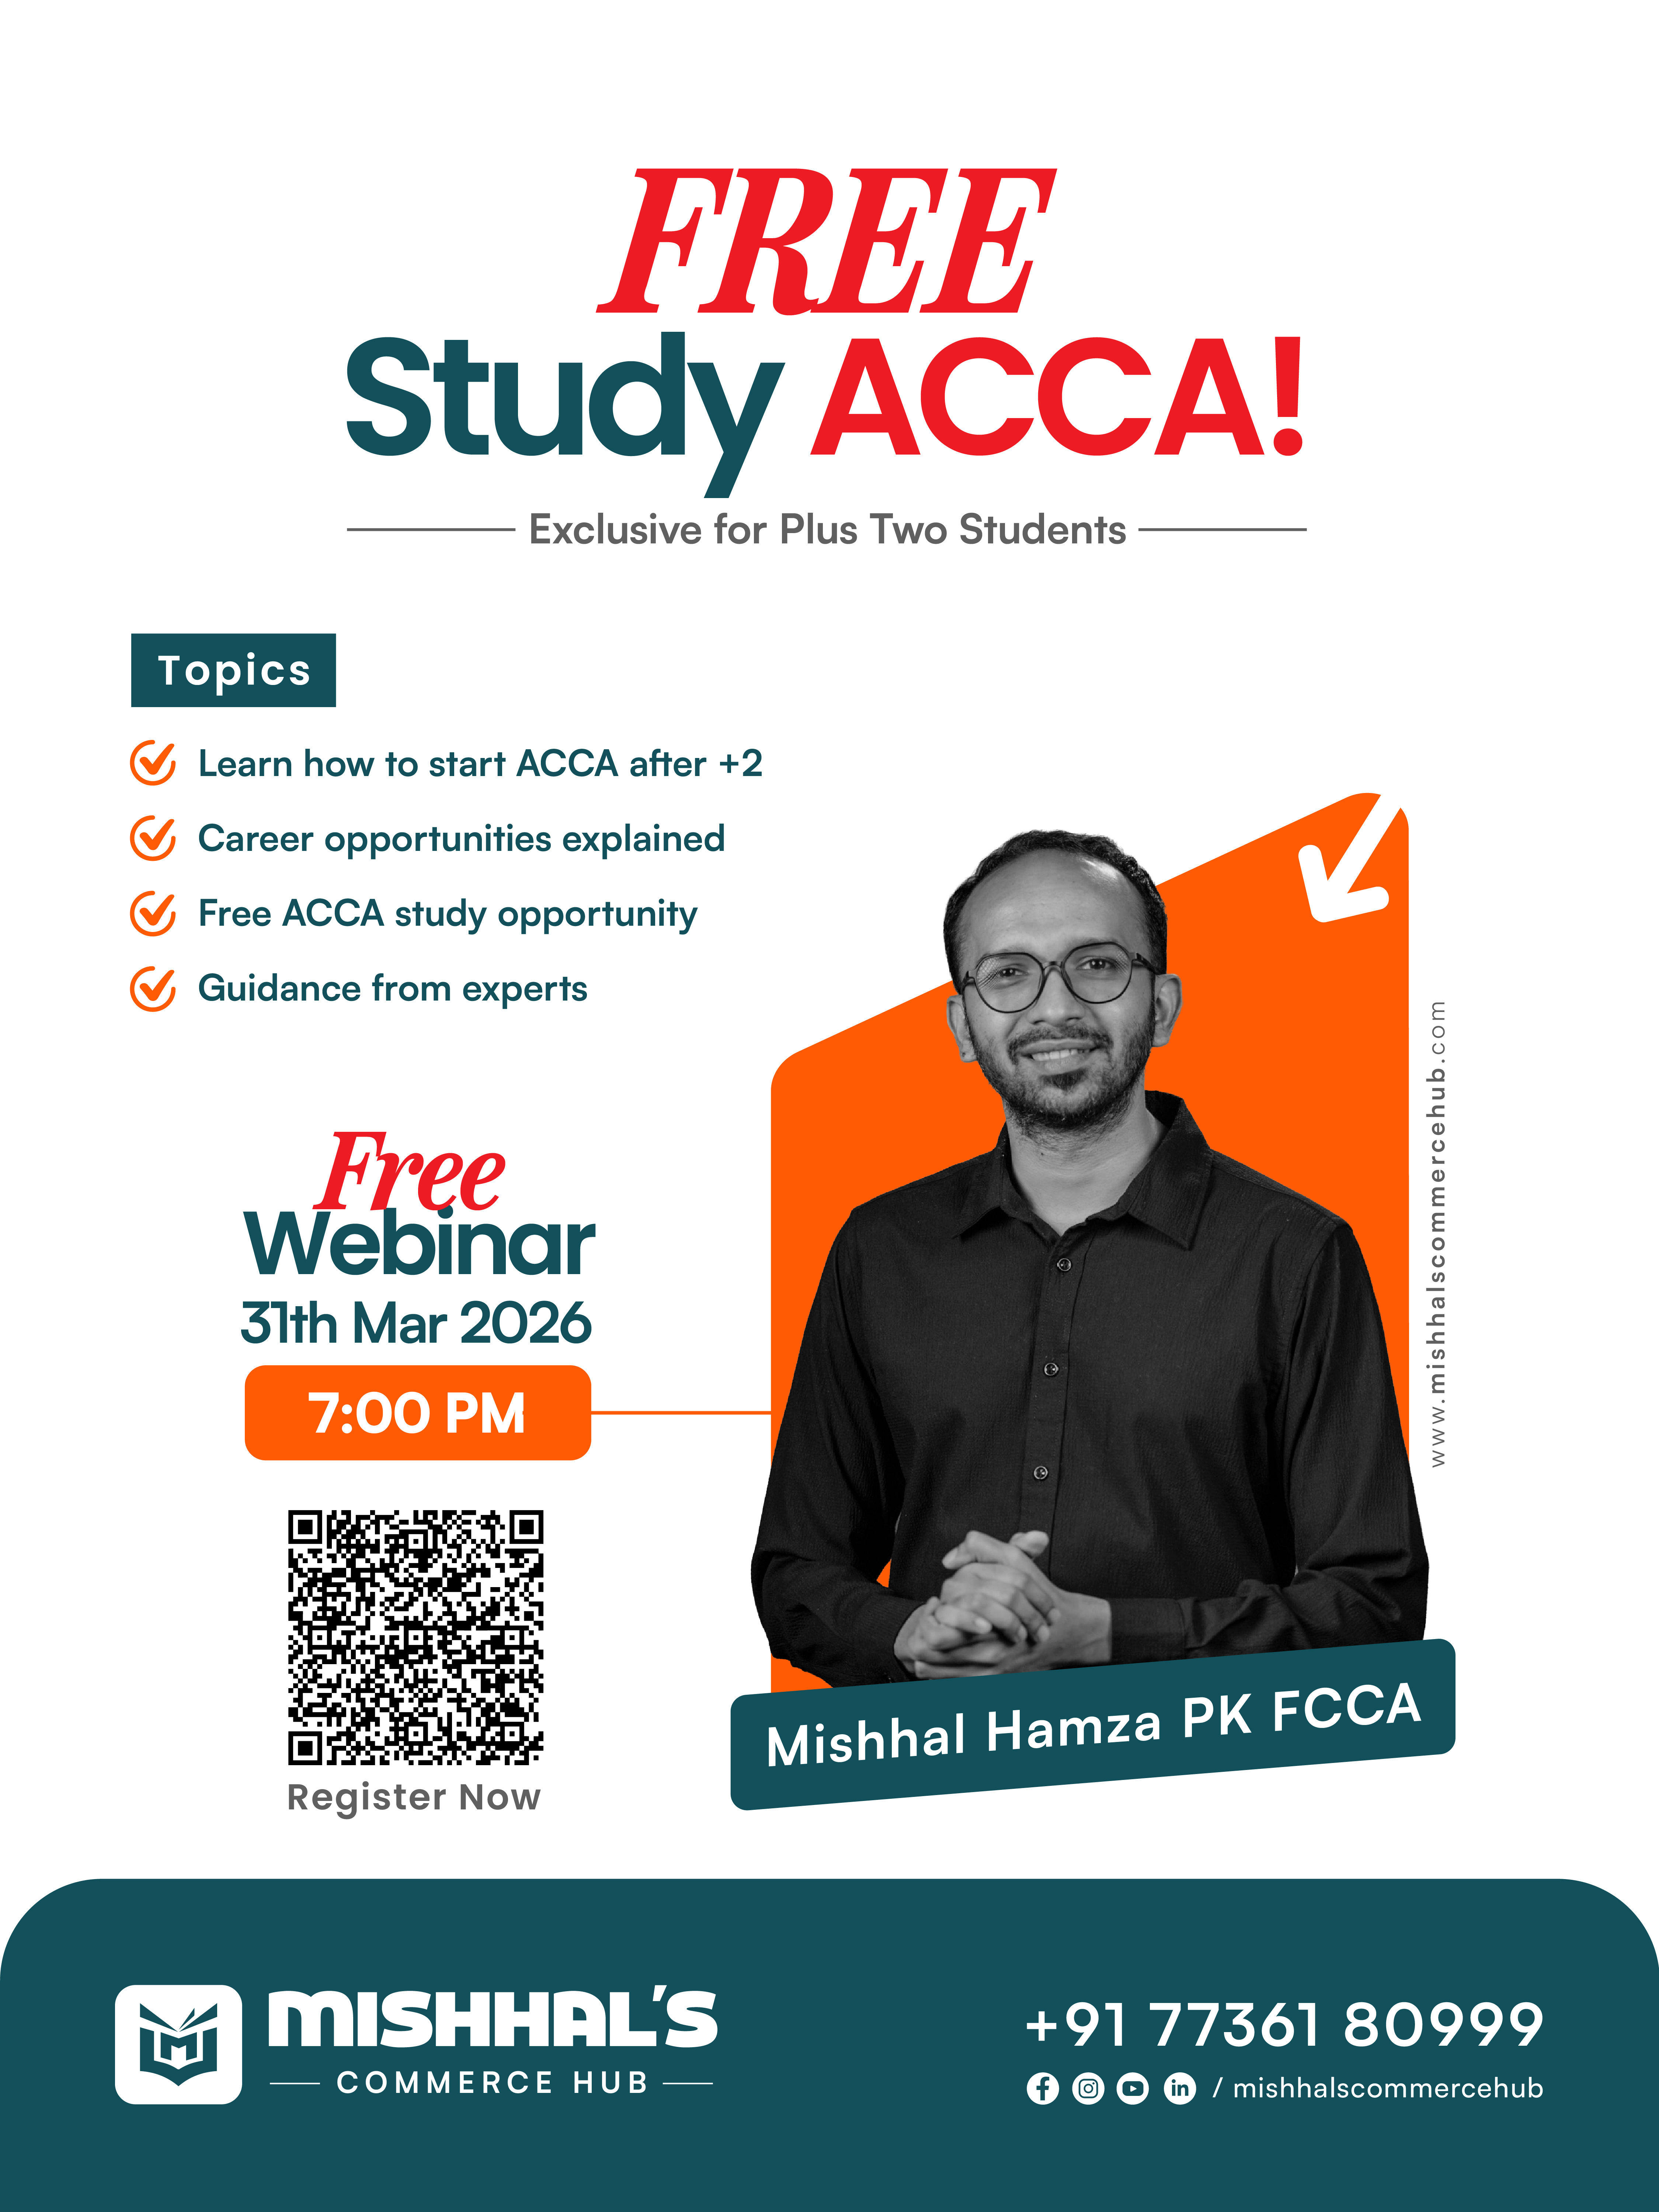 FREE
Study ACCA!
Exclusive for Plus Two Students
Topics
Learn how to start ACCA after +2
Career opportunities explained
Free ACCA study opportunity
Guidance from experts
Free
Webinar
31th Mar 2026
7:00 PM
Register Now
www.mishhalscommercehub.com
Mishhal Hamza PK FCCA
MISHHAL'S
COMMERCE HUB
+91 77361 80999
/ mishhalscommercehub